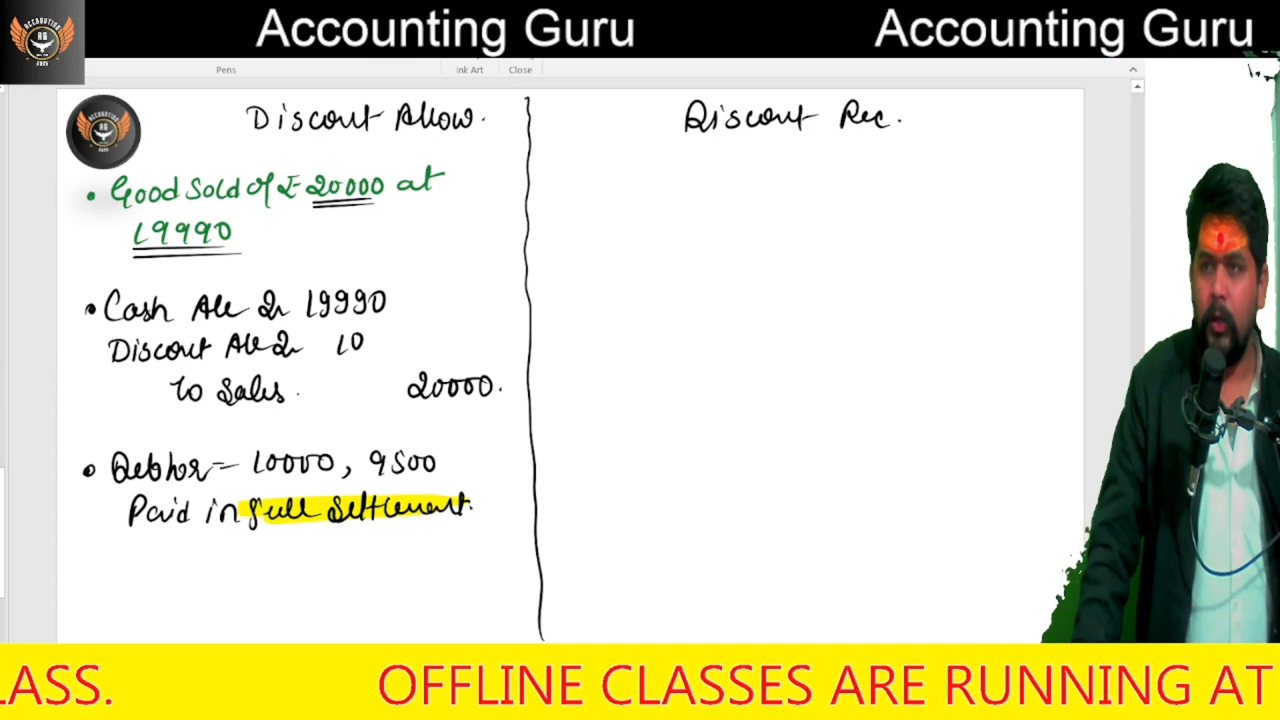 Accounting Guru
Accounting Guru
Pens
Ink Art
Close
Discount Allow.
Discount Rec.
• Good Sold of ₹ 20000 at
19990
• Cash A/c Dr 19990
Discount A/c Dr 10
To Sales. 20000.
• Debtor = 10000, 9500
Paid in full Settlement.
LASS.
OFFLINE CLASSES ARE RUNNING AT